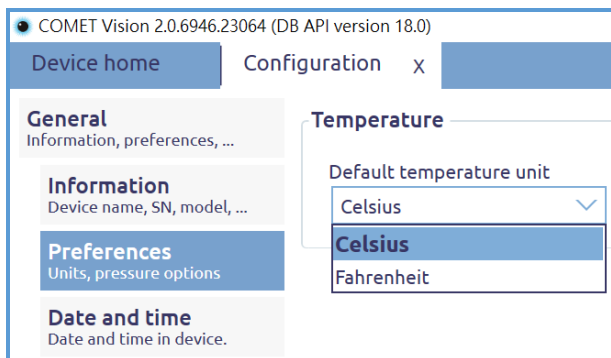 COMET Vision 2.0.6946.23064 (DB API version 18.0)
Device home
Configuration X
General
Information, preferences, ...
Information
Device name, SN, model, ...
Preferences
Units, pressure options
Date and time
Date and time in device.
Temperature
Default temperature unit
Celsius
Celsius
Fahrenheit